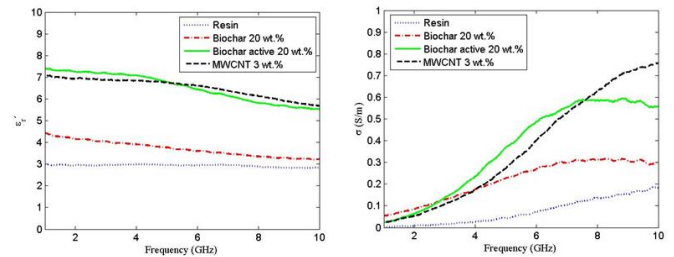 εr′
10
9
8
7
6
5
4
3
2
1
0
2
4
6
8
10
Frequency (GHz)
Resin
Biochar 20 wt.%
Biochar active 20 wt.%
MWCNT 3 wt.%
σ (S/m)
1
0.9
0.8
0.7
0.6
0.5
0.4
0.3
0.2
0.1
0
2
4
6
8
10
Frequency (GHz)
Resin
Biochar 20 wt.%
Biochar active 20 wt.%
MWCNT 3 wt.%